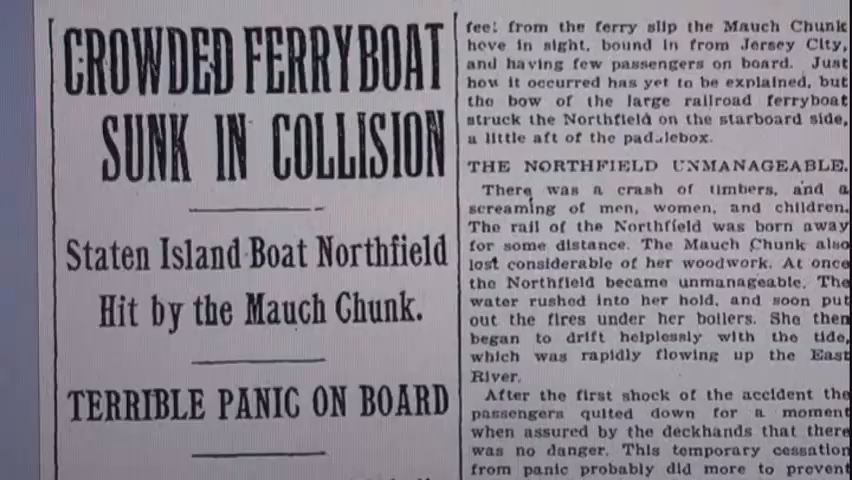 CROWDED FERRYBOAT
SUNK IN COLLISION
Staten Island Boat Northfield
Hit by the Mauch Chunk.
TERRIBLE PANIC ON BOARD
feet from the ferry slip the Mauch Chunk
hove in sight, bound in from Jersey City,
and having few passengers on board. Just
how it occurred has yet to be explained, but
the bow of the large railroad ferryboat
struck the Northfield on the starboard side,
a little aft of the paddlebox.
THE NORTHFIELD UNMANAGEABLE.
There was a crash of timbers, and a
screaming of men, women, and children.
The rail of the Northfield was born away
for some distance. The Mauch Chunk also
lost considerable of her woodwork. At once
the Northfield became unmanageable. The
water rushed into her hold, and soon put
out the fires under her boilers. She then
began to drift helplessly with the tide,
which was rapidly flowing up the East
River.
After the first shock of the accident the
passengers quited down for a moment
when assured by the deckhands that there
was no danger. This temporary cessation
from panic probably did more to prevent